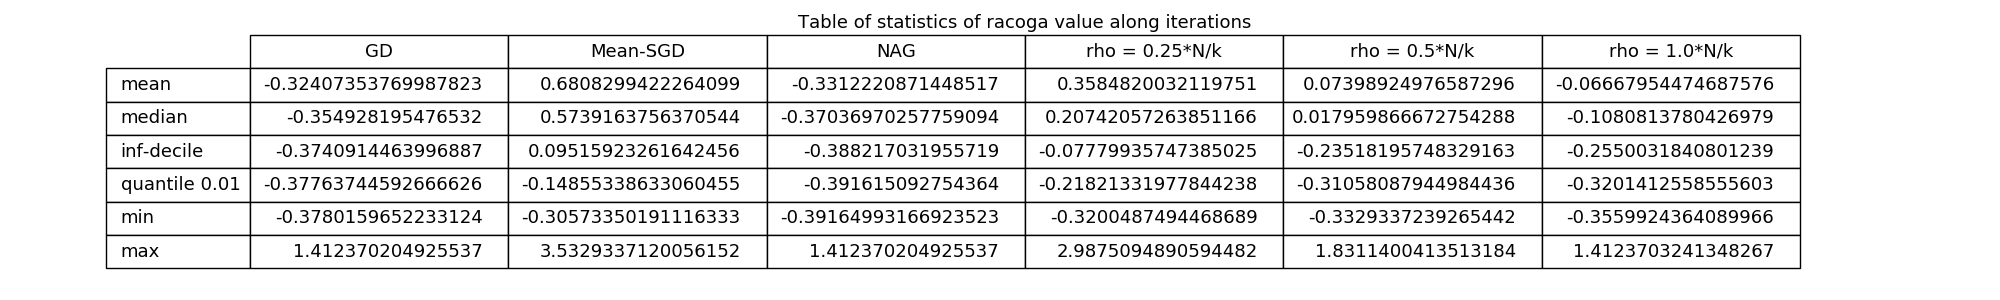 Table of statistics of racoga value along iterations
GD Mean-SGD NAG rho = 0.25*N/k rho = 0.5*N/k rho = 1.0*N/k
mean -0.32407353769987823 0.6808299422264099 -0.3312220871448517 0.3584820032119751 0.07398924976587296 -0.06667954474687576
median -0.354928195476532 0.5739163756370544 -0.37036970257759094 0.20742057263851166 0.017959866672754288 -0.1080813780426979
inf-decile -0.3740914463996887 0.09515923261642456 -0.388217031955719 -0.07779935747385025 -0.23518195748329163 -0.2550031840801239
quantile 0.01 -0.37763744592666626 -0.14855338633060455 -0.391615092754364 -0.21821331977844238 -0.31058087944984436 -0.3201412558555603
min -0.3780159652233124 -0.30573350191116333 -0.39164993166923523 -0.3200487494468689 -0.3329337239265442 -0.3559924364089966
max 1.412370204925537 3.5329337120056152 1.412370204925537 2.9875094890594482 1.8311400413513184 1.4123703241348267